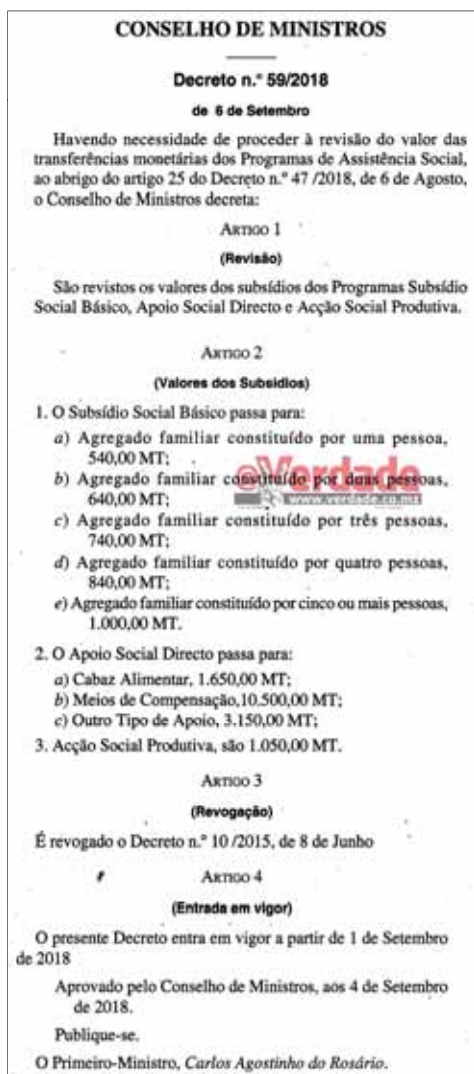 CONSELHO DE MINISTROS
Decreto n.º 59/2018
de 6 de Setembro
Havendo necessidade de proceder à revisão do valor das
transferências monetárias dos Programas de Assistência Social,
ao abrigo do artigo 25 do Decreto n.º 47 /2018, de 6 de Agosto,
o Conselho de Ministros decreta:
ARTIGO 1
(Revisão)
São revistos os valores dos subsídios dos Programas Subsídio
Social Básico, Apoio Social Directo e Acção Social Produtiva.
ARTIGO 2
(Valores dos Subsídios)
1. O Subsídio Social Básico passa para:
a) Agregado familiar constituído por uma pessoa,
540,00 MT;
b) Agregado familiar constituído por duas pessoas,
640,00 MT;
@Verdade
www.verdade.co.mz
c) Agregado familiar constituído por três pessoas,
740,00 MT;
d) Agregado familiar constituído por quatro pessoas,
840,00 MT;
e) Agregado familiar constituído por cinco ou mais pessoas,
1.000,00 MT.
2. O Apoio Social Directo passa para:
a) Cabaz Alimentar, 1.650,00 MT;
b) Meios de Compensação,10.500,00 MT;
c) Outro Tipo de Apoio, 3.150,00 MT;
3. Acção Social Produtiva, são 1.050,00 MT.
ARTIGO 3
(Revogação)
É revogado o Decreto n.º 10 /2015, de 8 de Junho
ARTIGO 4
(Entrada em vigor)
O presente Decreto entra em vigor a partir de 1 de Setembro
de 2018
Aprovado pelo Conselho de Ministros, aos 4 de Setembro
de 2018.
Publique-se.
O Primeiro-Ministro, Carlos Agostinho do Rosário.